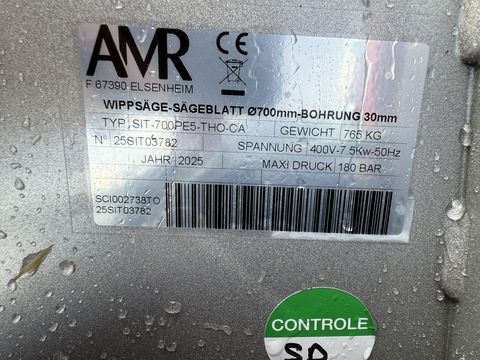 AMR CE
F 67390 ELSENHEIM
WIPPSÄGE-SÄGEBLATT Ø700mm-BOHRUNG 30mm
TYP: SIT-700PE5-THO-CA GEWICHT 765 KG
N° 25SIT03782 SPANNUNG 400V-7.5Kw-50Hz
JAHR 2025 MAXI DRUCK 180 BAR
SCI002738TO
25SIT03782
CONTROLE
SD